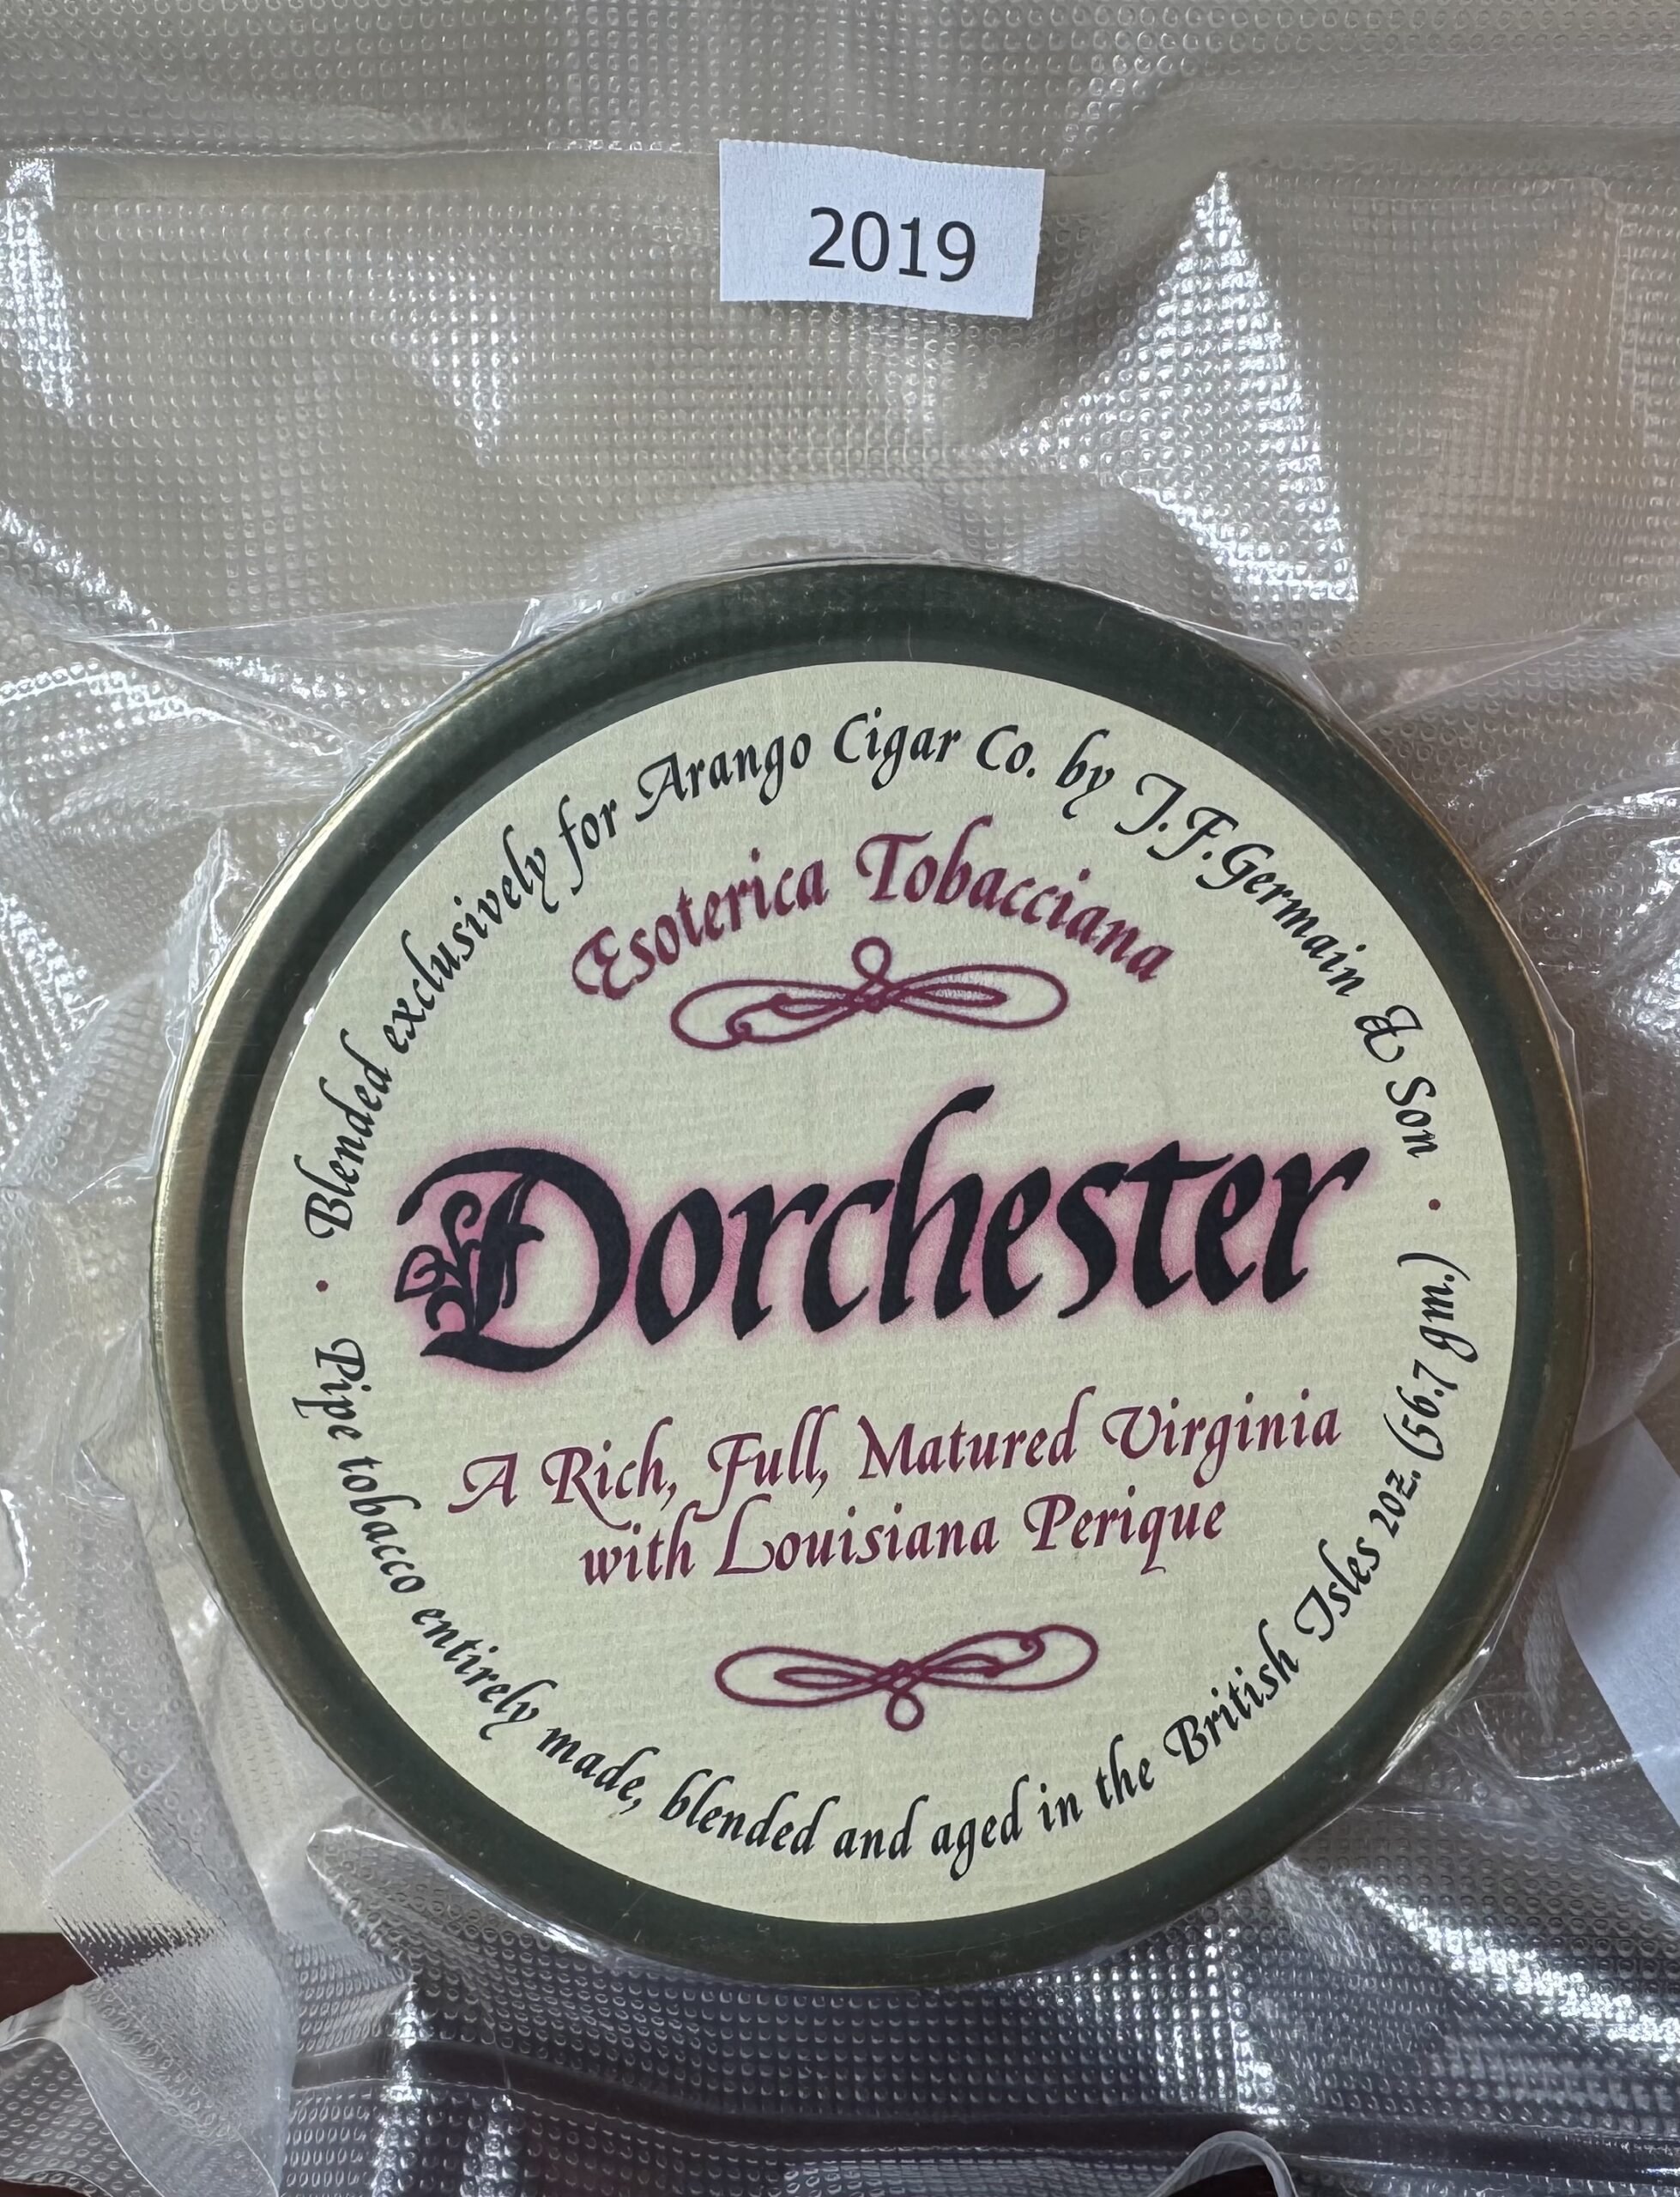 2019
Blended exclusively for Arango Cigar Co. by J.F.Germain & Son
Esoterica Tobacciana
Dorchester
A Rich, Full, Matured Virginia
with Louisiana Perique
Pipe tobacco entirely made, blended and aged in the British Isles 2oz. (56.7 gm.)